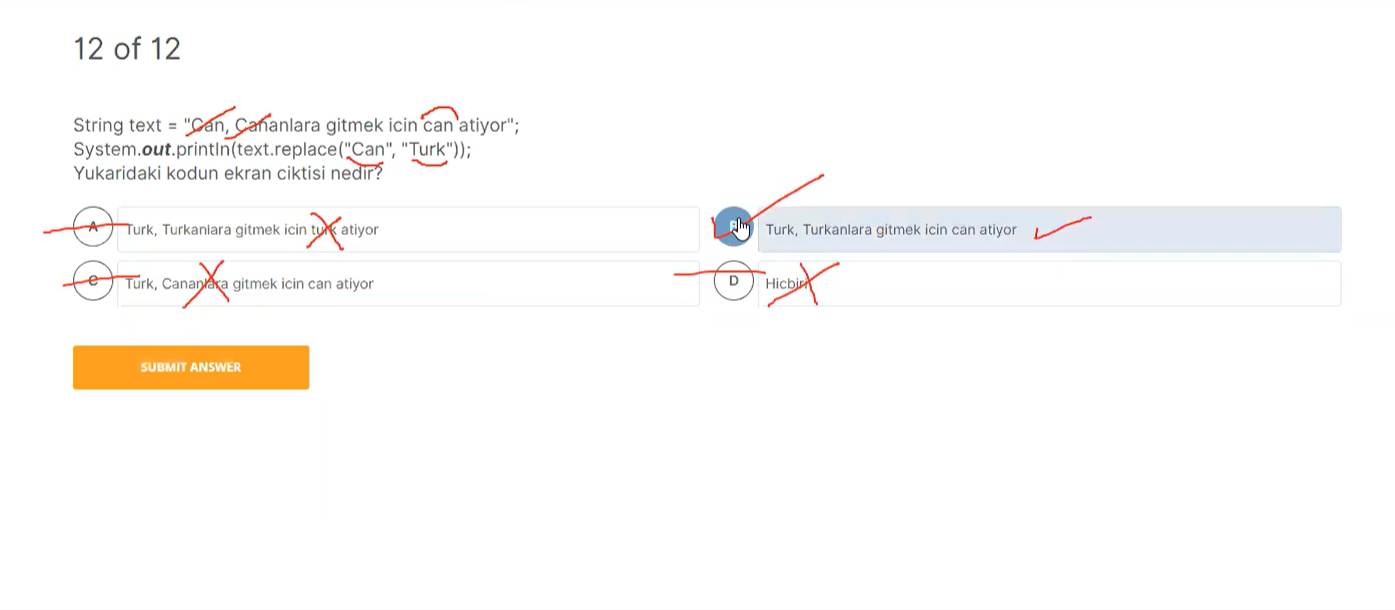 12 of 12
String text = "Can, Cananlara gitmek icin can atiyor";
System.out.println(text.replace("Can", "Turk"));
Yukaridaki kodun ekran ciktisi nedir?
A Turk, Turkanlara gitmek icin turk atiyor
Turk, Turkanlara gitmek icin can atiyor
C Turk, Cananlara gitmek icin can atiyor
D Hicbiri
SUBMIT ANSWER